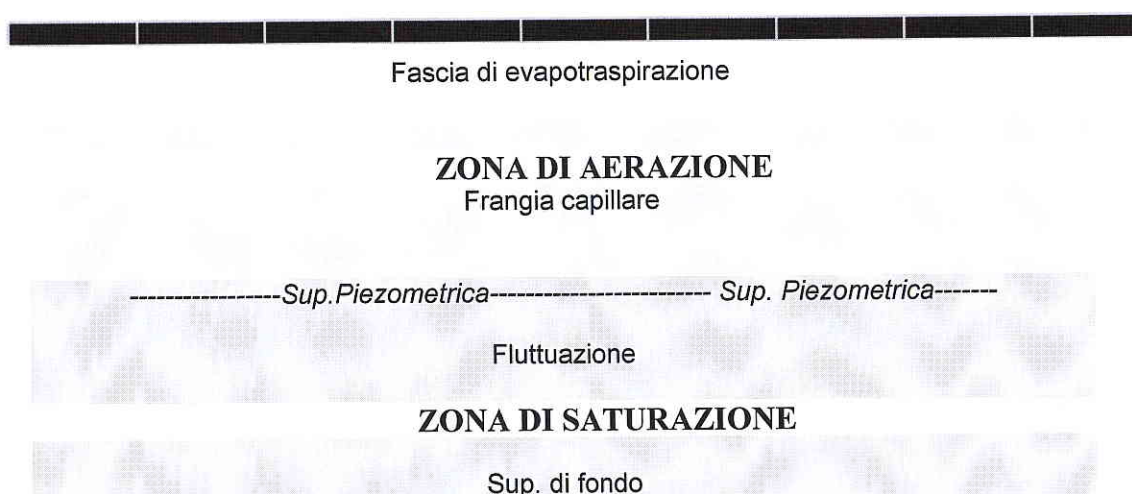 Fascia di evapotraspirazione
ZONA DI AERAZIONE
Frangia capillare
------------------Sup.Piezometrica-------------------------- Sup. Piezometrica--------
Fluttuazione
ZONA DI SATURAZIONE
Sup. di fondo